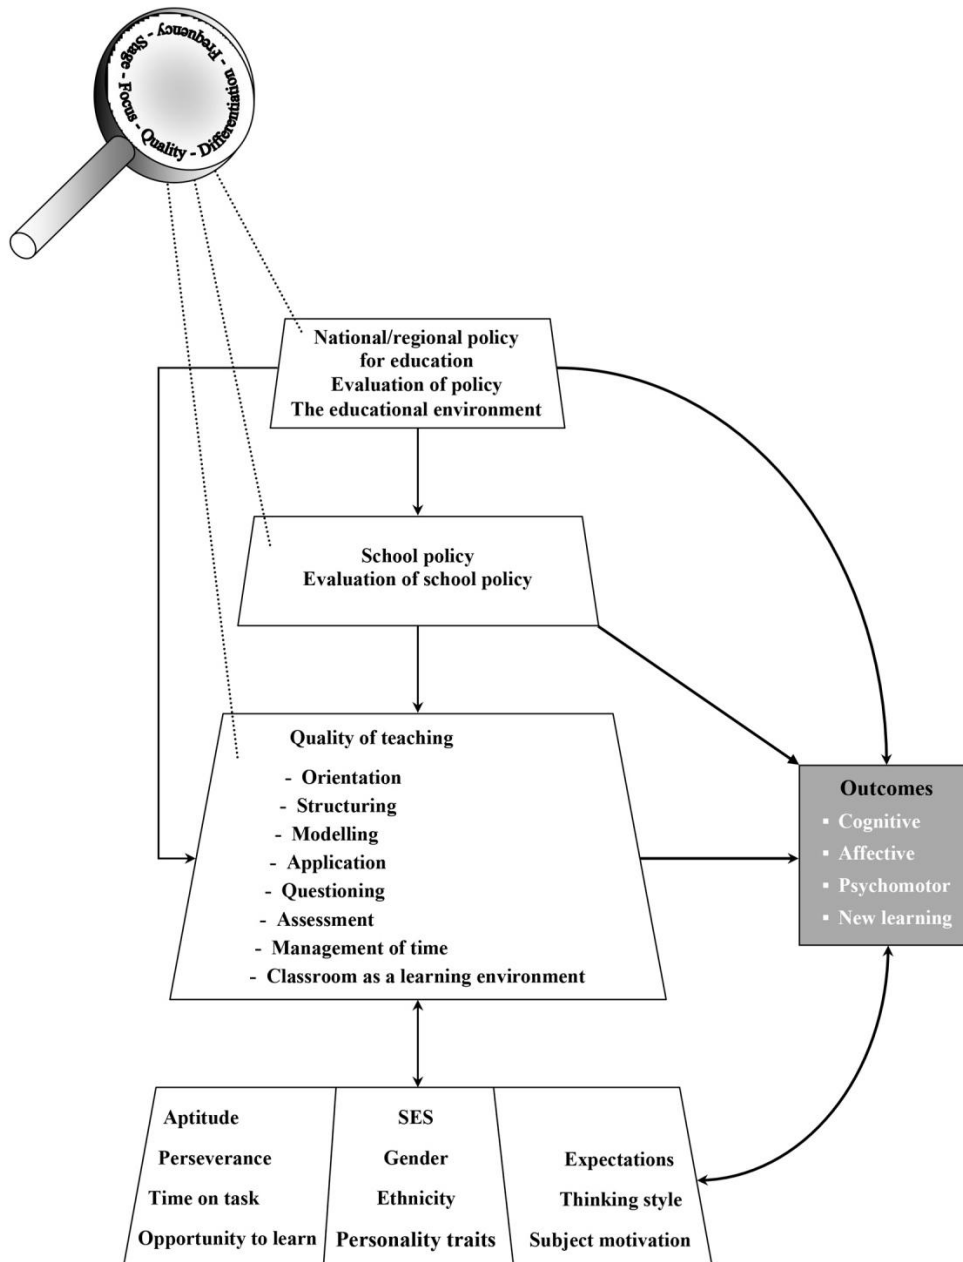 Frequency - Differentiation - Quality - Focus - Stage -
National/regional policy
for education
Evaluation of policy
The educational environment
School policy
Evaluation of school policy
Quality of teaching
- Orientation
- Structuring
- Modelling
- Application
- Questioning
- Assessment
- Management of time
- Classroom as a learning environment
Outcomes
▪ Cognitive
▪ Affective
▪ Psychomotor
▪ New learning
Aptitude
Perseverance
Time on task
Opportunity to learn
SES
Gender
Ethnicity
Personality traits
Expectations
Thinking style
Subject motivation